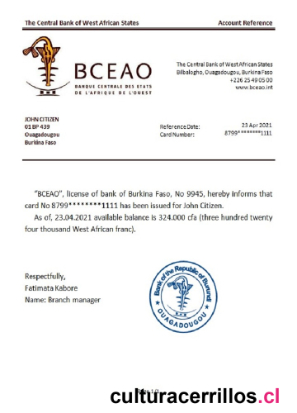 The Central Bank of West African States Account Reference
BCEAO
BANQUE CENTRALE DES ETATS
DE L'AFRIQUE DE L'OUEST
The Central Bank of West African States
Bilbalogho, Ouagadougou, Burkina Faso
+226 25 49 05 00
www.bceao.int
JOHN CITIZEN
01 BP 439
Ouagadougou
Burkina Faso
Reference Date: 23 Apr 2021
Card Number: 8799********1111
"BCEAO", license of bank of Burkina Faso, No 9945, hereby informs that
card No 8799********1111 has been issued for John Citizen.
As of, 23.04.2021 available balance is 324.000 cfa (three hundred twenty
four thousand West African franc).
Respectfully,
Fatimata Kabore
Name: Branch manager
Bank of the Republic of Burundi
OUAGADOUGOU
culturacerrillos.cl